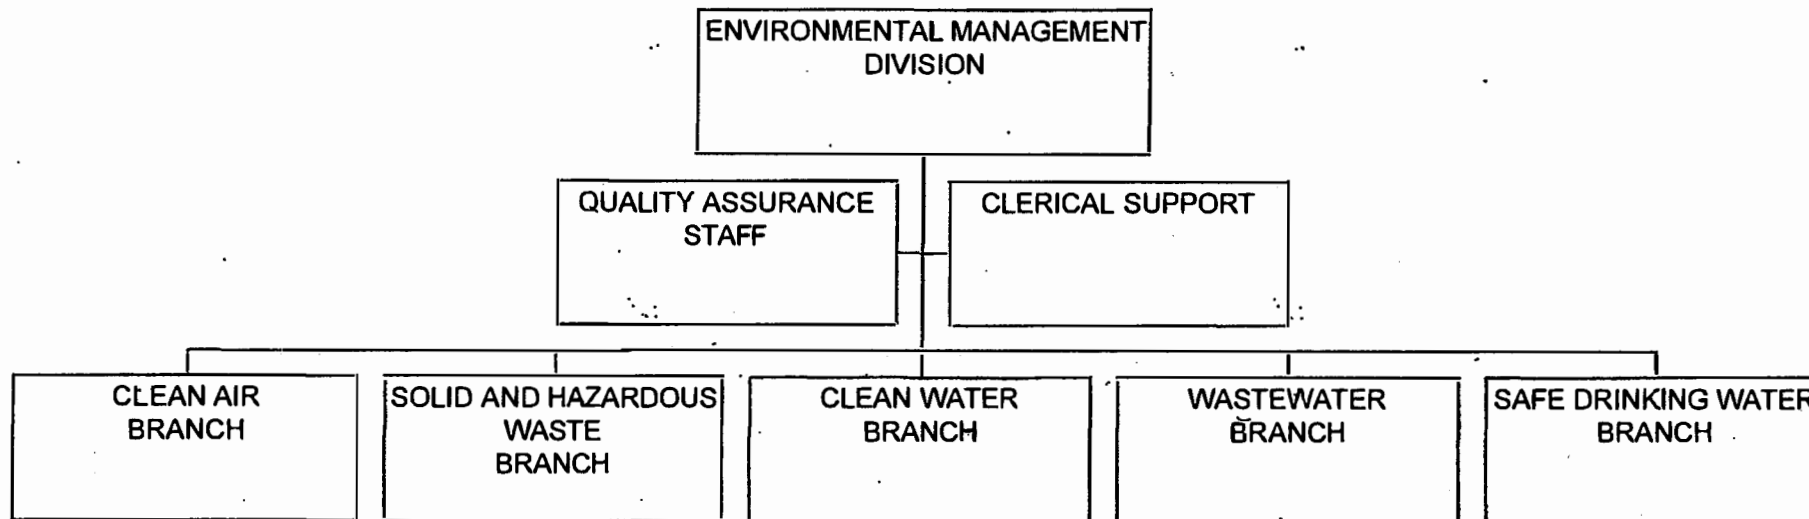 ENVIRONMENTAL MANAGEMENT
DIVISION
QUALITY ASSURANCE
STAFF
CLERICAL SUPPORT
CLEAN AIR
BRANCH
SOLID AND HAZARDOUS
WASTE
BRANCH
CLEAN WATER
BRANCH
WASTEWATER
BRANCH
SAFE DRINKING WATER
BRANCH